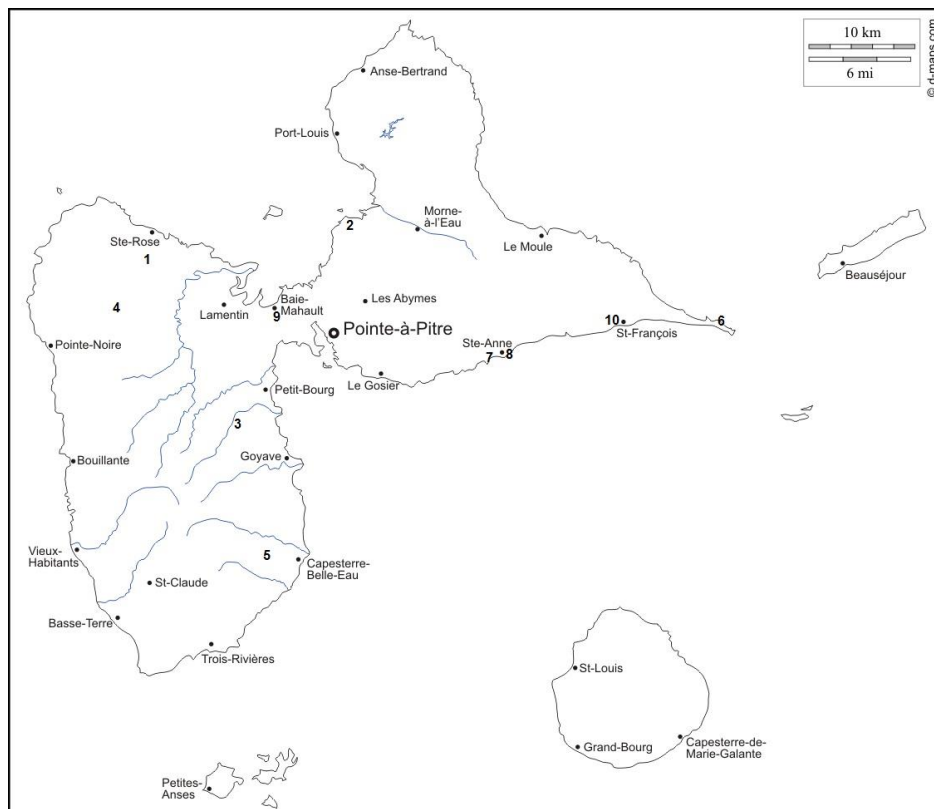 10 km
6 mi
© d-maps.com
Anse-Bertrand
Port-Louis
Morne-
à-l'Eau
2
Le Moule
Ste-Rose
1
Beauséjour
4
Lamentin
Baie-
Mahault
9
Les Abymes
Pointe-à-Pitre
10
St-François
6
Pointe-Noire
Ste-Anne
7
8
Le Gosier
Petit-Bourg
3
Bouillante
Goyave
Vieux-
Habitants
5
Capesterre-
Belle-Eau
St-Claude
Basse-Terre
Trois-Rivières
St-Louis
Grand-Bourg
Capesterre-de-
Marie-Galante
Petites-
Anses